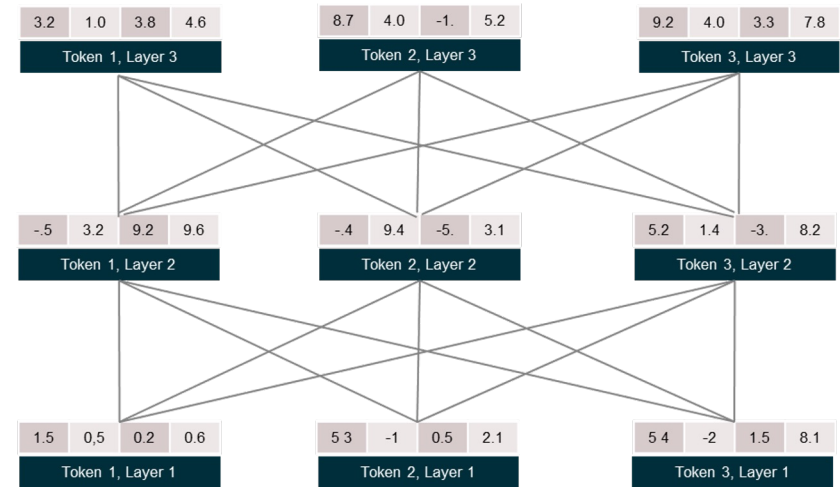 3.2 1.0 3.8 4.6 8.7 4.0 -1. 5.2 9.2 4.0 3.3 7.8
Token 1, Layer 3 Token 2, Layer 3 Token 3, Layer 3
-.5 3.2 9.2 9.6 -.4 9.4 -5. 3.1 5.2 1.4 -3. 8.2
Token 1, Layer 2 Token 2, Layer 2 Token 3, Layer 2
1.5 0,5 0.2 0.6 5 3 -1 0.5 2.1 5 4 -2 1.5 8.1
Token 1, Layer 1 Token 2, Layer 1 Token 3, Layer 1